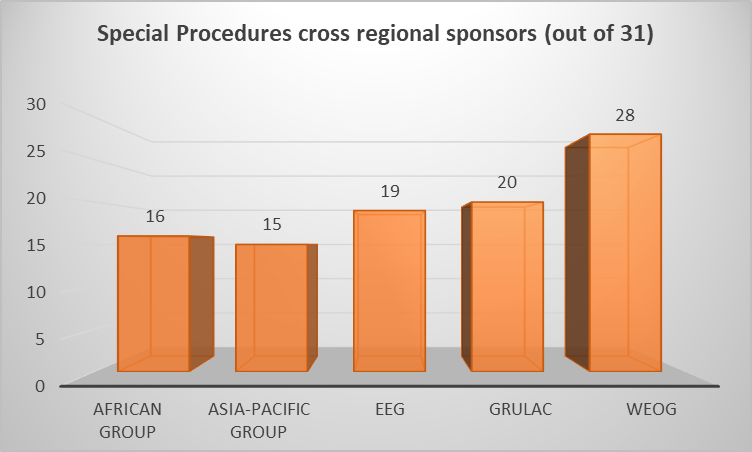 Special Procedures cross regional sponsors (out of 31)
30
25
20
15
10
5
0
16
15
19
20
28
AFRICAN
GROUP
ASIA-PACIFIC
GROUP
EEG
GRULAC
WEOG